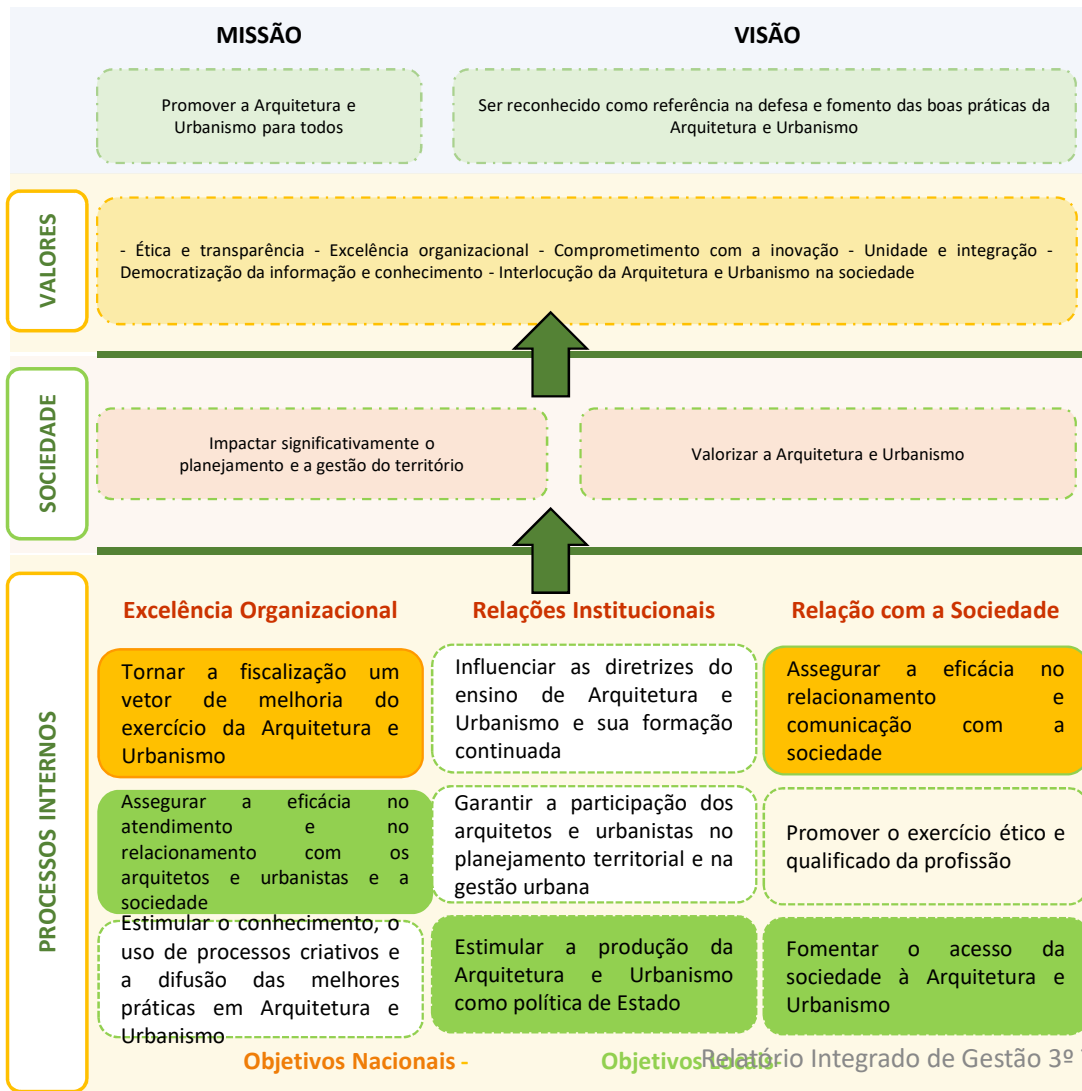 MISSÃO
VISÃO
Promover a Arquitetura e
Urbanismo para todos
Ser reconhecido como referência na defesa e fomento das boas práticas da
Arquitetura e Urbanismo
VALORES
- Ética e transparência - Excelência organizacional - Comprometimento com a inovação - Unidade e integração -
Democratização da informação e conhecimento - Interlocução da Arquitetura e Urbanismo na sociedade
SOCIEDADE
Impactar significativamente o
planejamento e a gestão do território
Valorizar a Arquitetura e Urbanismo
PROCESSOS INTERNOS
Excelência Organizacional
Tornar a fiscalização um
vetor de melhoria do
exercício da Arquitetura e
Urbanismo
Assegurar a eficácia no
atendimento e no
relacionamento com os
arquitetos e urbanistas e a
sociedade
Estimular o conhecimento, o
uso de processos criativos e
a difusão das melhores
práticas em Arquitetura e
Urbanismo
Relações Institucionais
Influenciar as diretrizes do
ensino de Arquitetura e
Urbanismo e sua formação
continuada
Garantir a participação dos
arquitetos e urbanistas no
planejamento territorial e na
gestão urbana
Estimular a produção da
Arquitetura e Urbanismo
como política de Estado
Relação com a Sociedade
Assegurar a eficácia no
relacionamento e
comunicação com a
sociedade
Promover o exercício ético e
qualificado da profissão
Fomentar o acesso da
sociedade à Arquitetura e
Urbanismo
Objetivos Nacionais -
Objetivos Locais-
Relatório Integrado de Gestão 3º